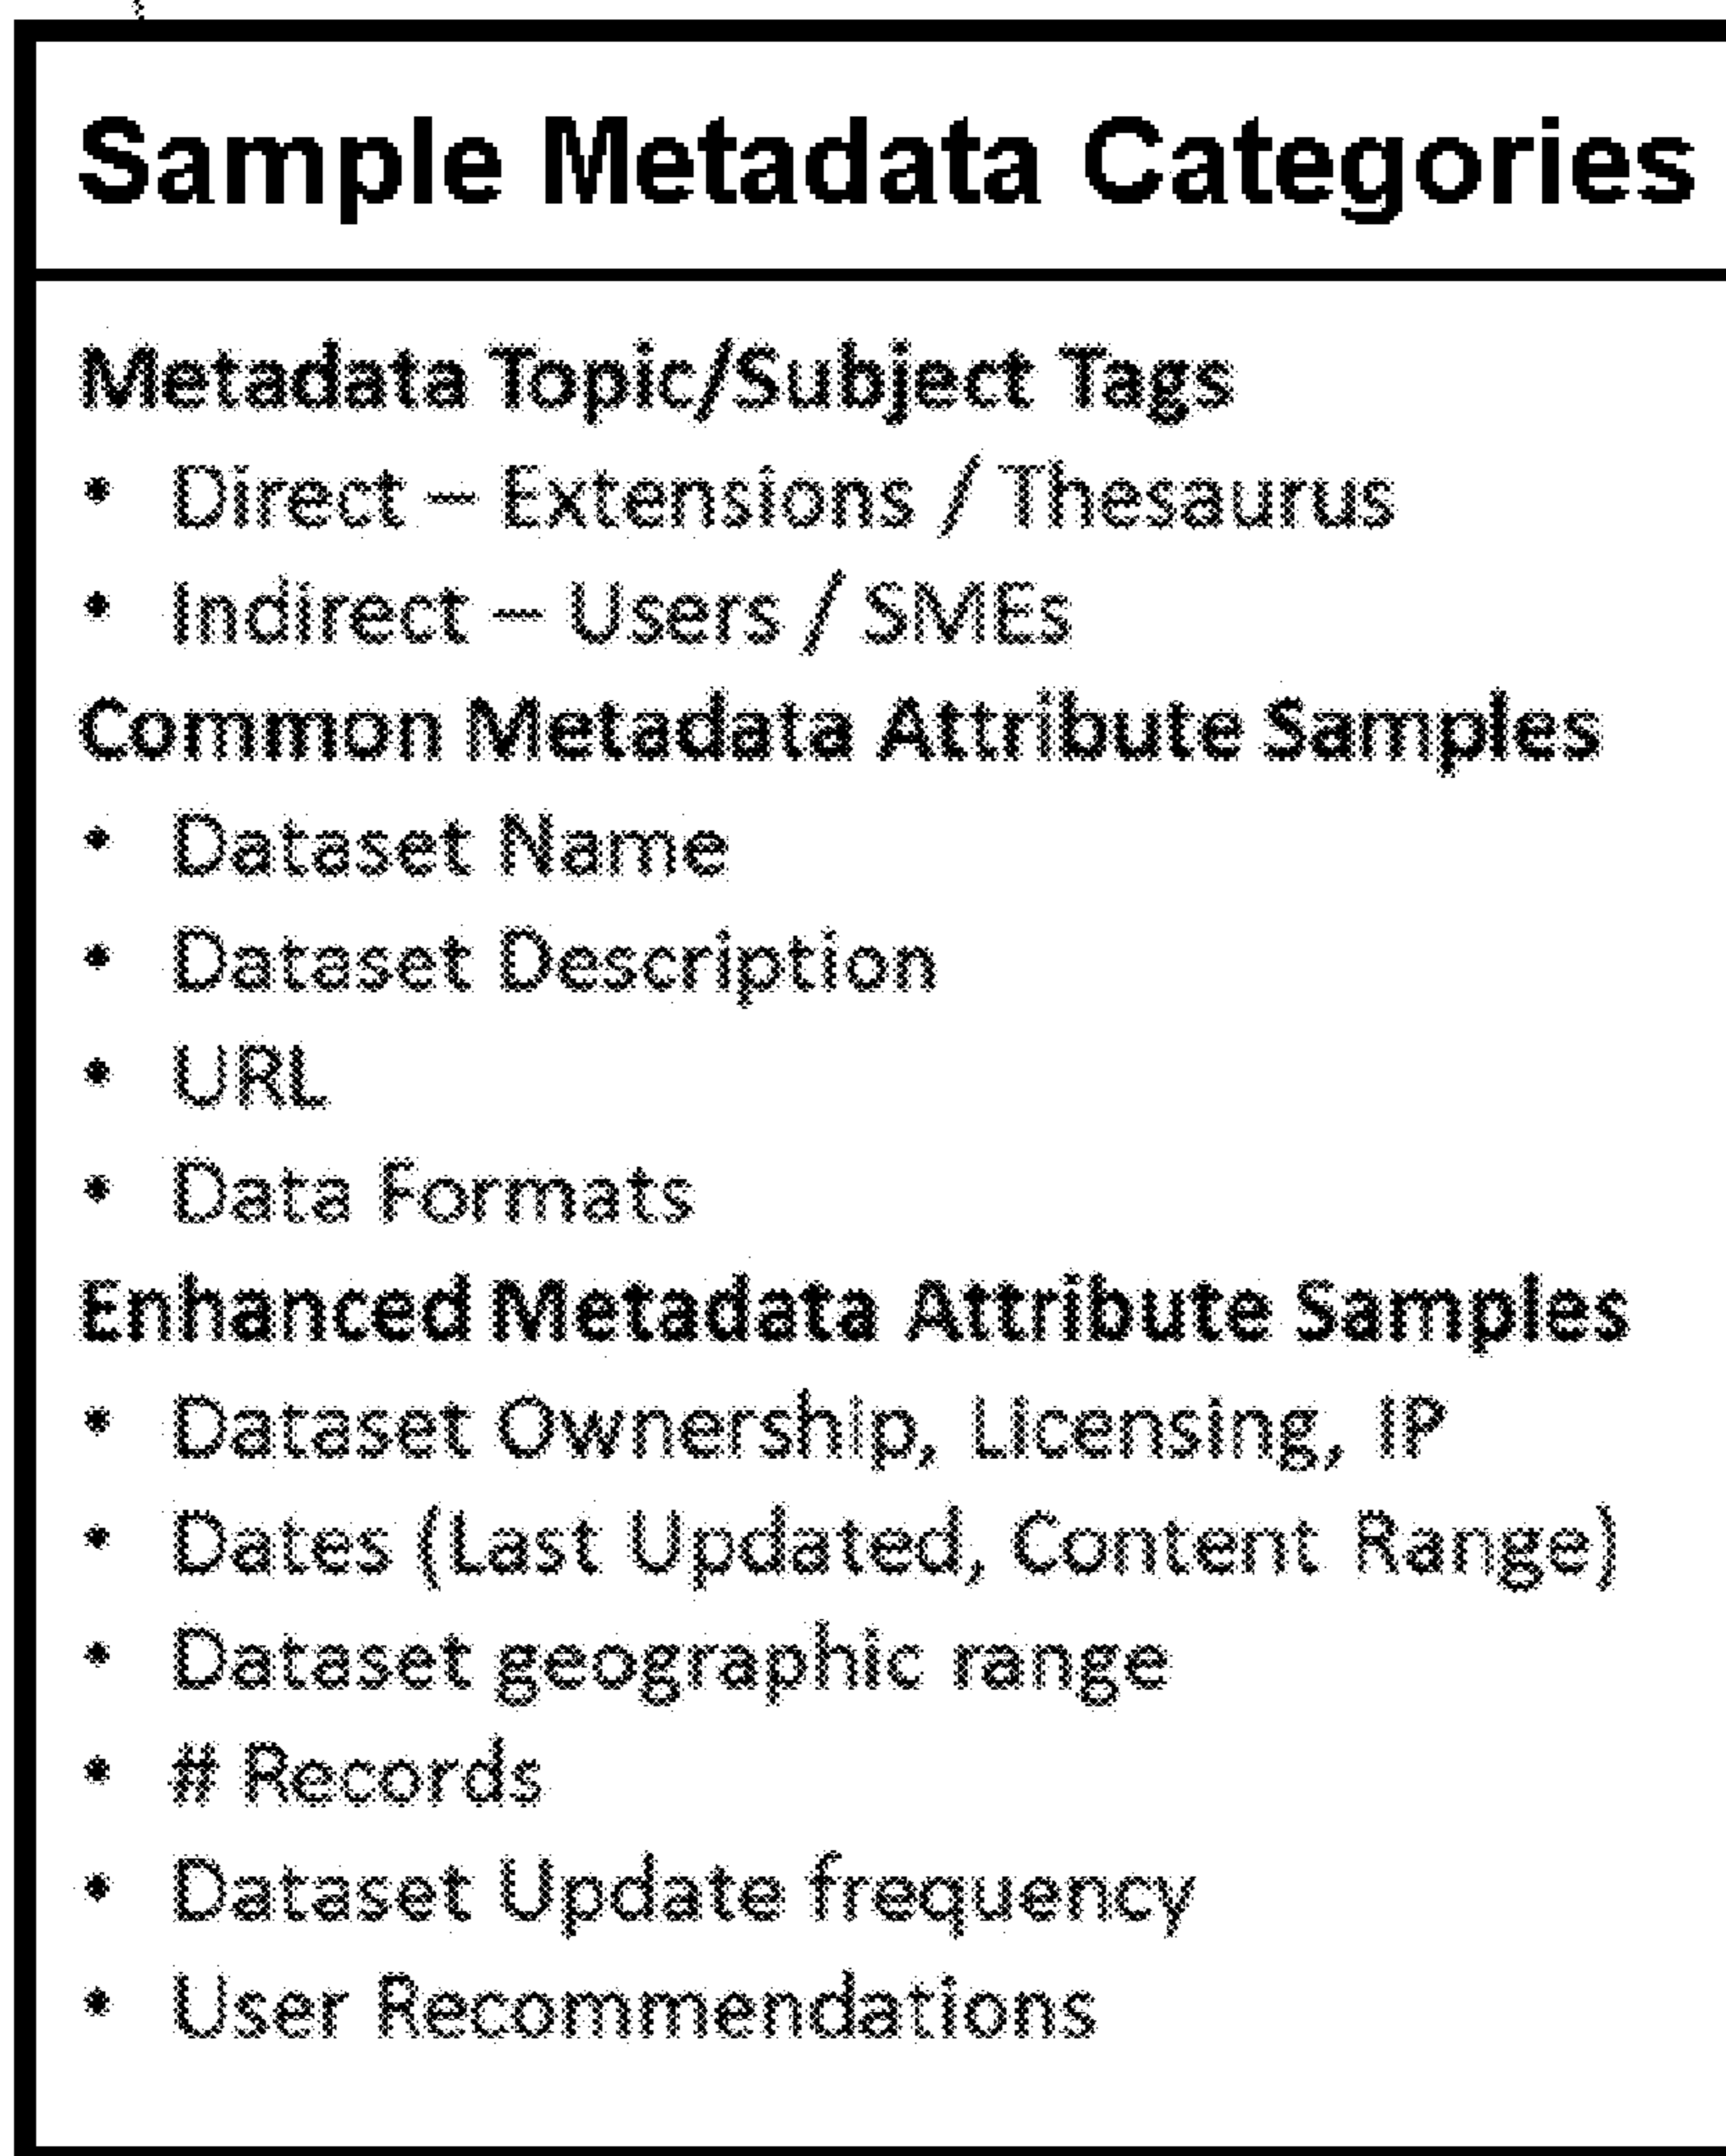 Sample Metadata Categories
Metadata Topic/Subject Tags
• Direct – Extensions / Thesaurus
• Indirect – Users / SMEs
Common Metadata Attribute Samples
• Dataset Name
• Dataset Description
• URL
• Data Formats
Enhanced Metadata Attribute Samples
• Dataset Ownership, Licensing, IP
• Dates (Last Updated, Content Range)
• Dataset geographic range
• # Records
• Dataset Update frequency
• User Recommendations